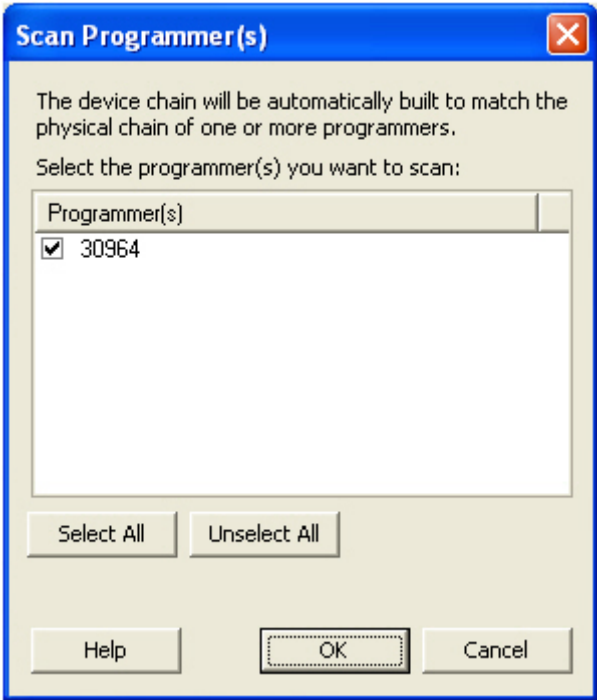 Scan Programmer(s)
The device chain will be automatically built to match the
physical chain of one or more programmers.
Select the programmer(s) you want to scan:
Programmer(s)
30964
Select All Unselect All
Help OK Cancel